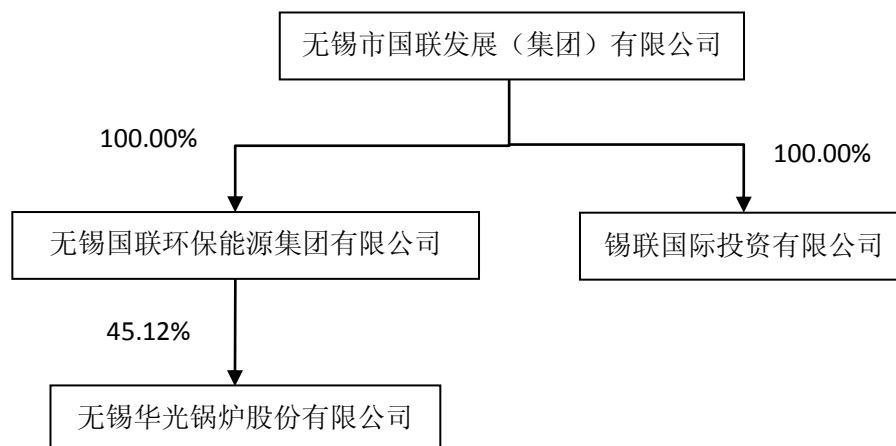 无锡市国联发展（集团）有限公司
100.00%
100.00%
无锡国联环保能源集团有限公司
锡联国际投资有限公司
45.12%
无锡华光锅炉股份有限公司